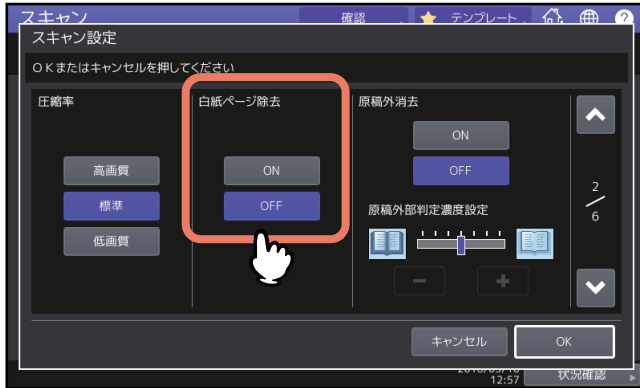 スキャン
確認
テンプレート
?
スキャン設定
OKまたはキャンセルを押してください
圧縮率
高画質
標準
低画質
白紙ページ除去
ON
OFF
原稿外消去
ON
OFF
原稿外部判定濃度設定
2
6
キャンセル
OK
12:57
状況確認